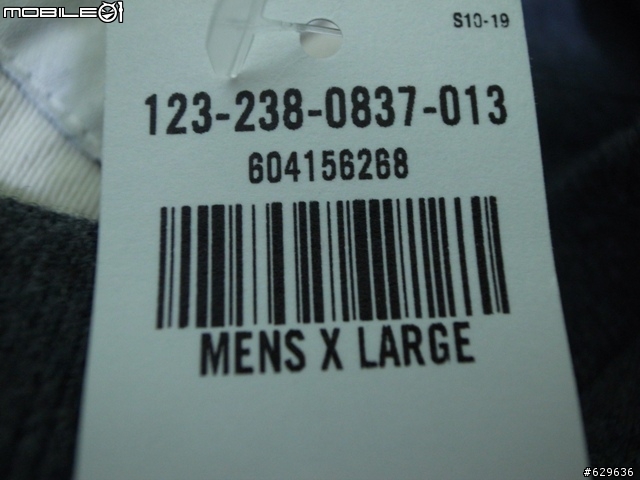 MOBILE01
S10-19
123-238-0837-013
604156268
MENS X LARGE
#629636